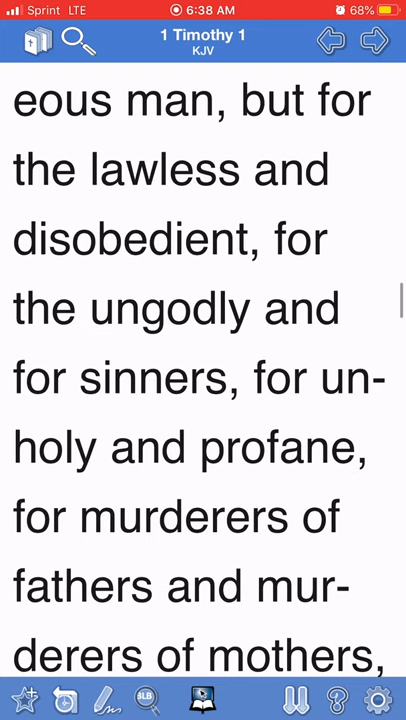 Sprint LTE 6:38 AM 68%
1 Timothy 1
KJV
eous man, but for
the lawless and
disobedient, for
the ungodly and
for sinners, for un-
holy and profane,
for murderers of
fathers and mur-
derers of mothers,
BLB